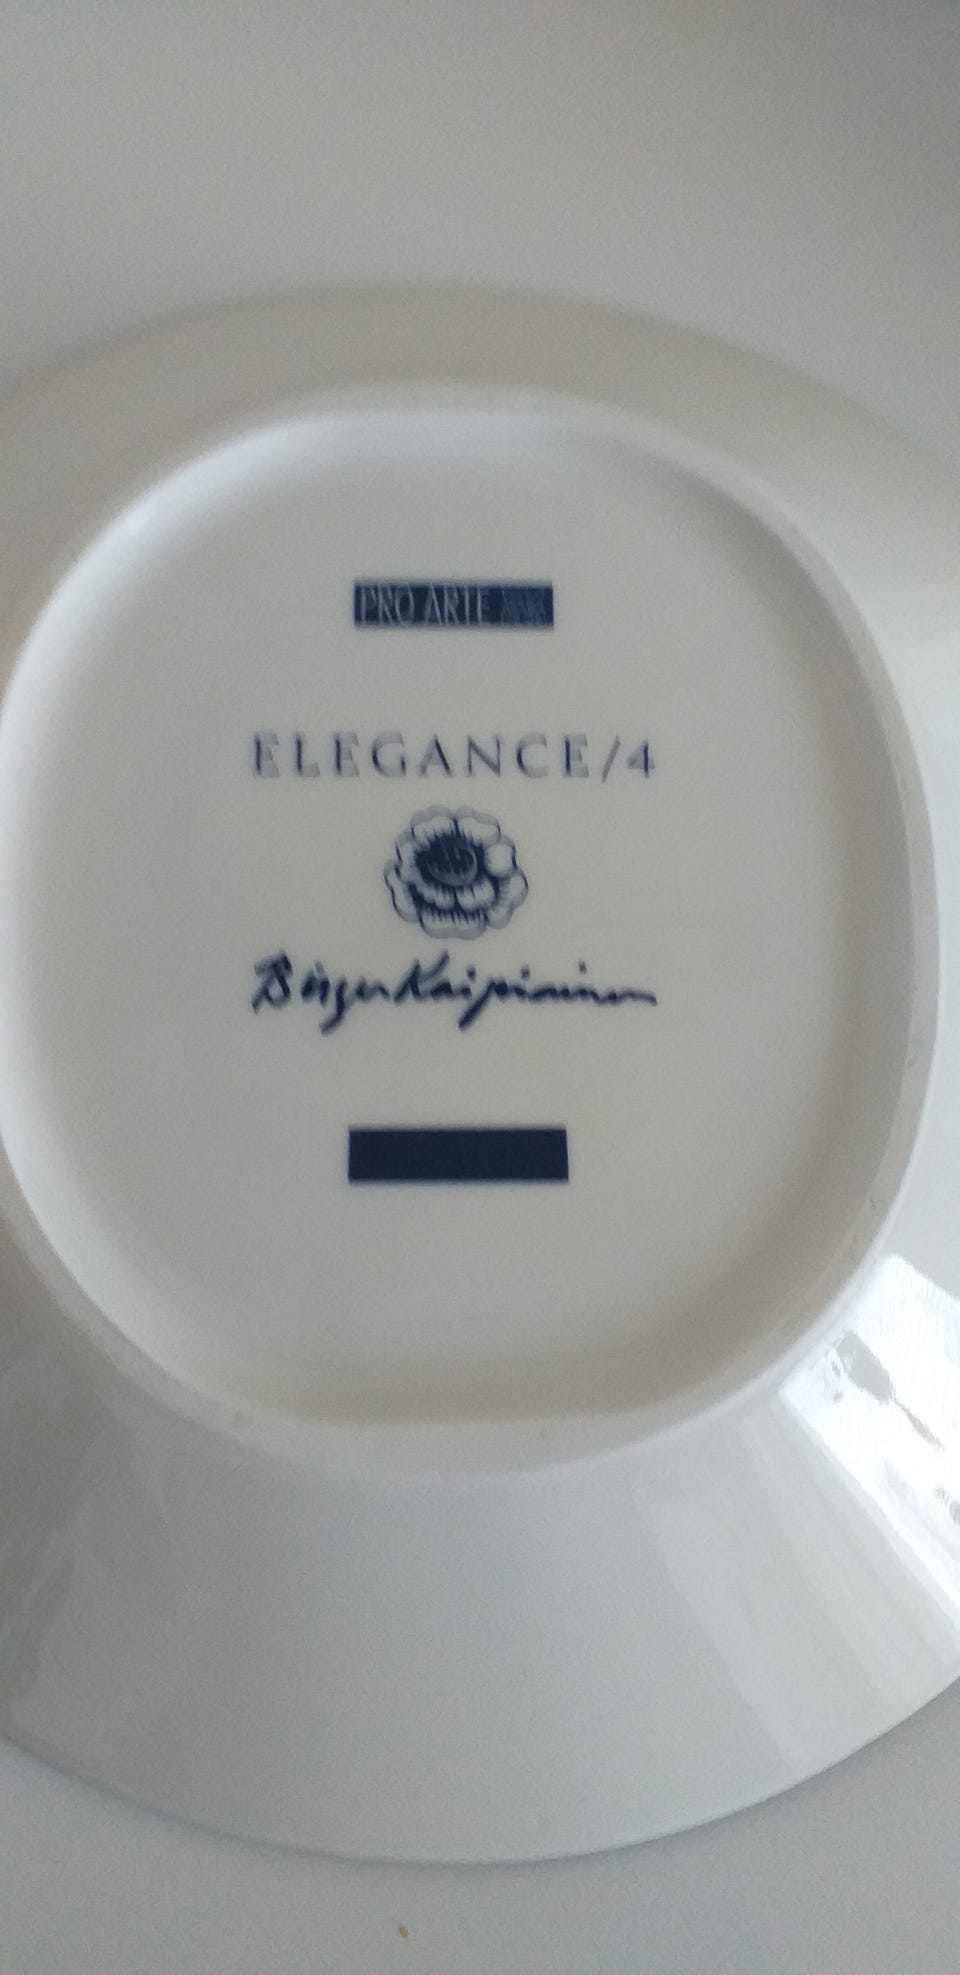 PRO ARTE
ELEGANCE/4
Birger Kaipiainen